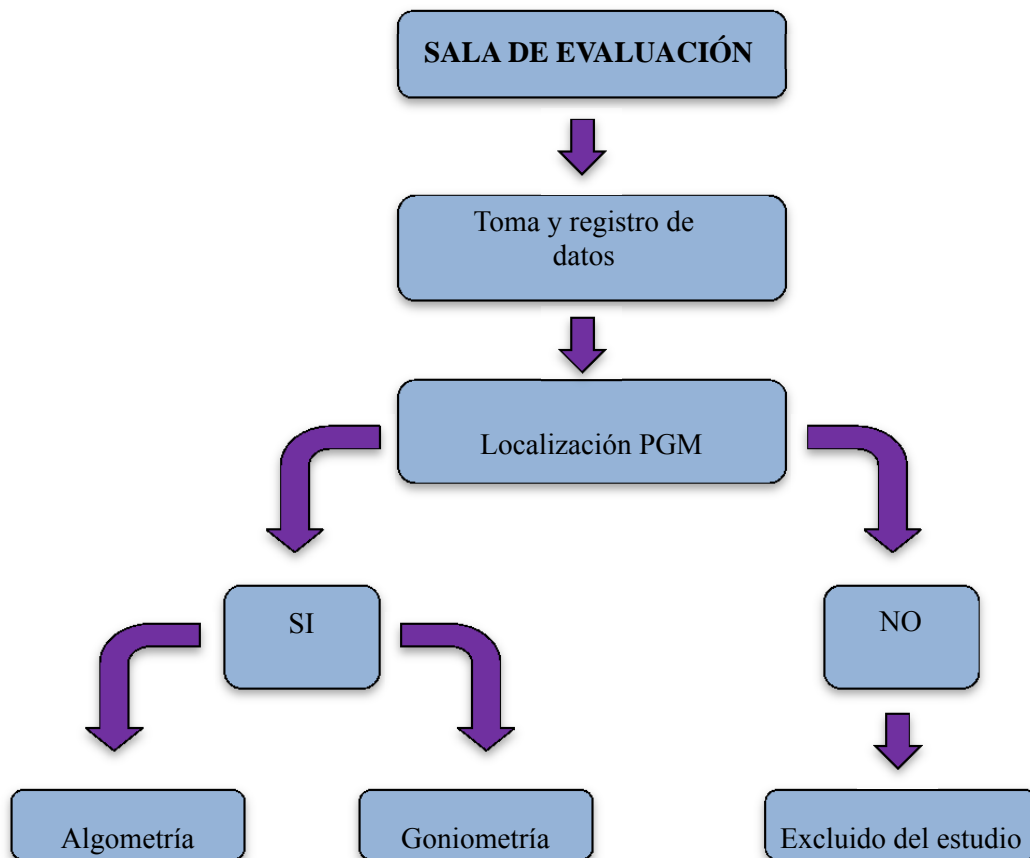 SALA DE EVALUACIÓN
Toma y registro de
datos
Localización PGM
SI
NO
Algometría
Goniometría
Excluido del estudio